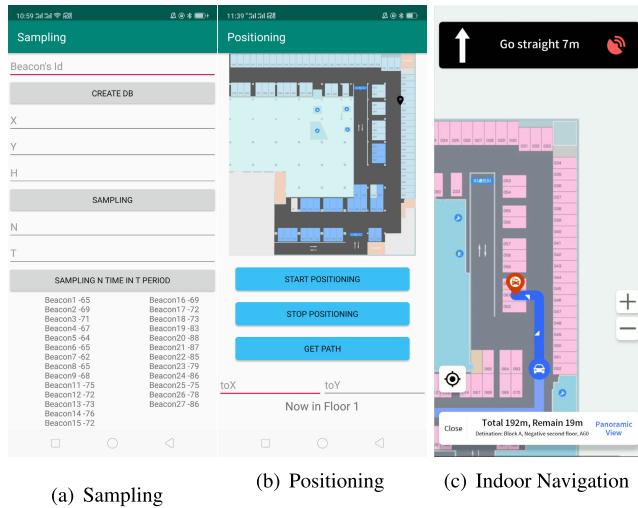 10:59
Sampling
Beacon's Id
CREATE DB
X
Y
H
SAMPLING
N
T
SAMPLING N TIME IN T PERIOD
Beacon1 -65
Beacon2 -69
Beacon3 -71
Beacon4 -67
Beacon5 -64
Beacon6 -65
Beacon7 -62
Beacon8 -65
Beacon9 -68
Beacon11 -75
Beacon12 -72
Beacon13 -73
Beacon14 -76
Beacon15 -72
Beacon16 -69
Beacon17 -72
Beacon18 -73
Beacon19 -83
Beacon20 -88
Beacon21 -87
Beacon22 -85
Beacon23 -79
Beacon24 -86
Beacon25 -75
Beacon26 -78
Beacon27 -86
(a) Sampling
11:39
Positioning
START POSITIONING
STOP POSITIONING
GET PATH
toX toY
Now in Floor 1
(b) Positioning
Go straight 7m
Close
Total 192m, Remain 19m
Detination: Block A, Negative second floor, A60
Panoramic
View
(c) Indoor Navigation